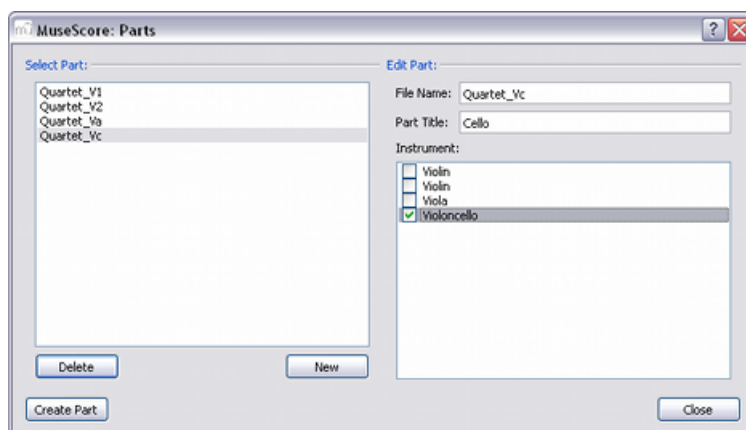 MuseScore: Parts
Select Part:
Quartet_V1
Quartet_V2
Quartet_Va
Quartet_Vc
Delete
New
Create Part
Edit Part:
File Name: Quartet_Vc
Part Title: Cello
Instrument:
Violin
Violin
Viola
Violoncello
Close